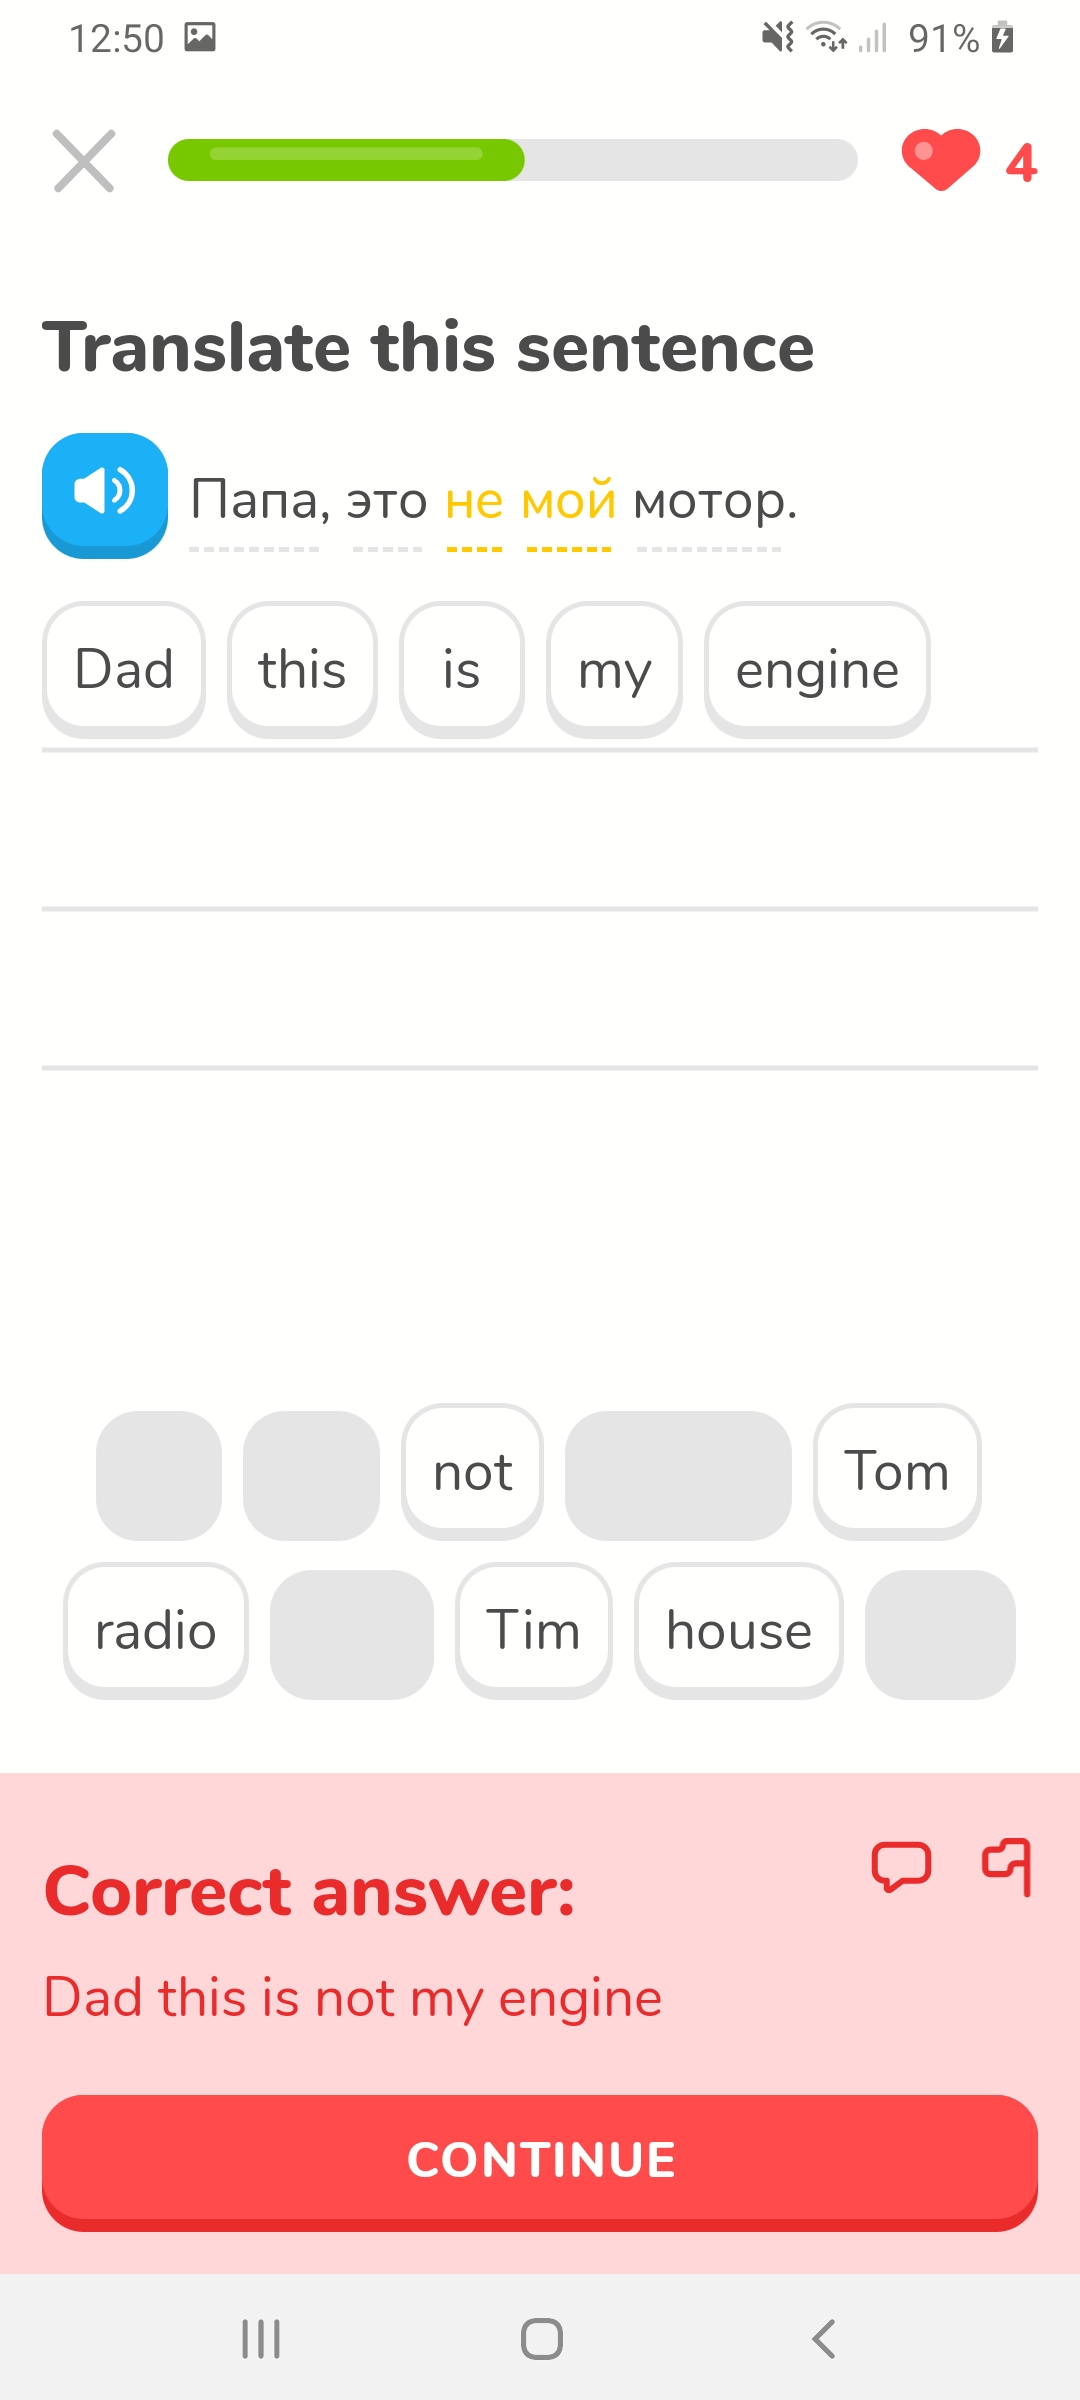 12:50 91%
4
Translate this sentence
Папа, это не мой мотор.
Dad this is my engine
not Tom
radio Tim house
Correct answer:
Dad this is not my engine
CONTINUE